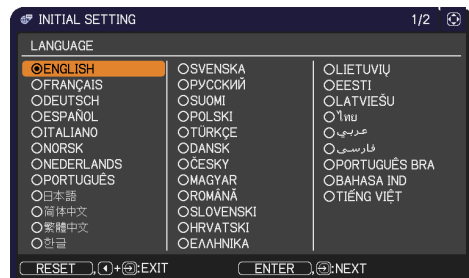 INITIAL SETTING 1/2
LANGUAGE
ENGLISH
FRANÇAIS
DEUTSCH
ESPAÑOL
ITALIANO
NORSK
NEDERLANDS
PORTUGUÊS
日本語
简体中文
繁體中文
한글
SVENSKA
РУССКИЙ
SUOMI
POLSKI
TÜRKÇE
DANSK
ČESKY
MAGYAR
ROMÂNĂ
SLOVENSKI
HRVATSKI
ΕΛΛΗΝΙΚΑ
LIETUVIŲ
EESTI
LATVIEŠU
ไทย
عربي
فارسی
PORTUGUÊS BRA
BAHASA IND
TIẾNG VIỆT
RESET , + :EXIT ENTER , :NEXT